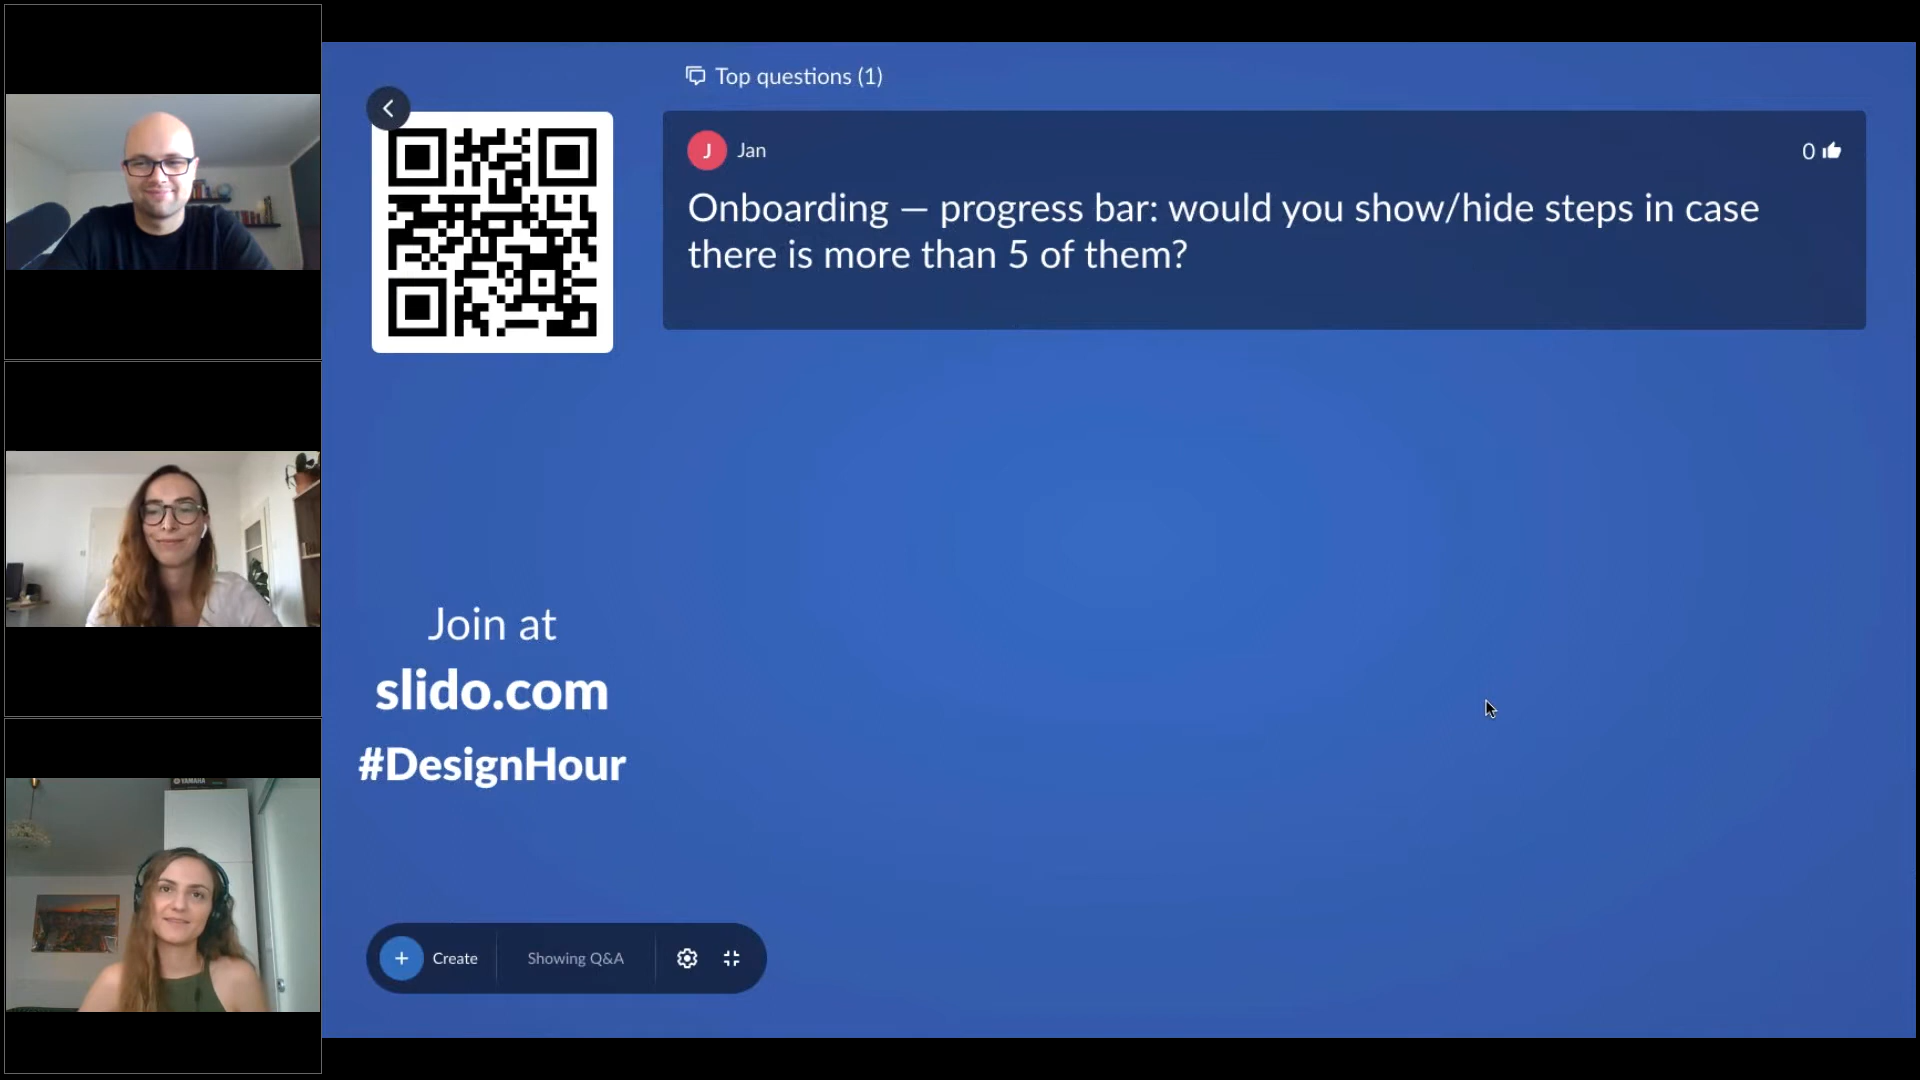 Top questions (1)
J
Jan
0
Onboarding — progress bar: would you show/hide steps in case
there is more than 5 of them?
Join at
slido.com
#DesignHour
Create
Showing Q&A
YAMAHA